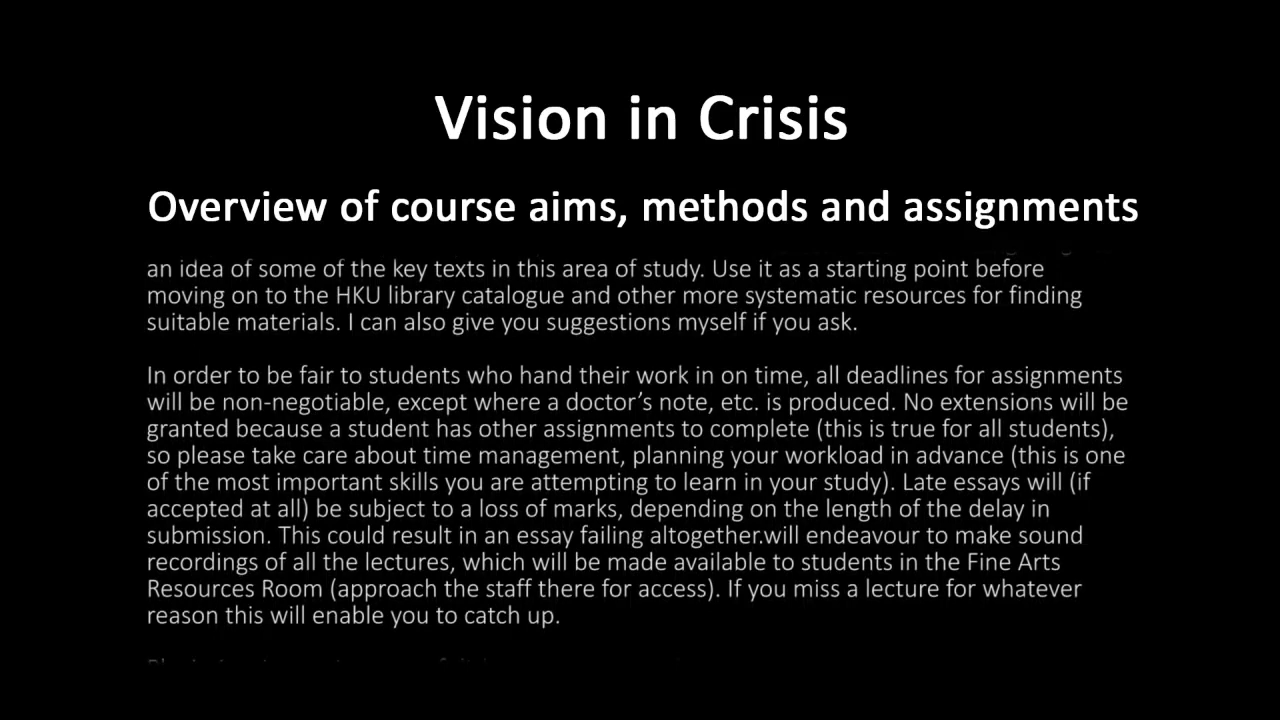 Vision in Crisis
Overview of course aims, methods and assignments
an idea of some of the key texts in this area of study. Use it as a starting point before
moving on to the HKU library catalogue and other more systematic resources for finding
suitable materials. I can also give you suggestions myself if you ask.
In order to be fair to students who hand their work in on time, all deadlines for assignments
will be non-negotiable, except where a doctor’s note, etc. is produced. No extensions will be
granted because a student has other assignments to complete (this is true for all students),
so please take care about time management, planning your workload in advance (this is one
of the most important skills you are attempting to learn in your study). Late essays will (if
accepted at all) be subject to a loss of marks, depending on the length of the delay in
submission. This could result in an essay failing altogether.will endeavour to make sound
recordings of all the lectures, which will be made available to students in the Fine Arts
Resources Room (approach the staff there for access). If you miss a lecture for whatever
reason this will enable you to catch up.